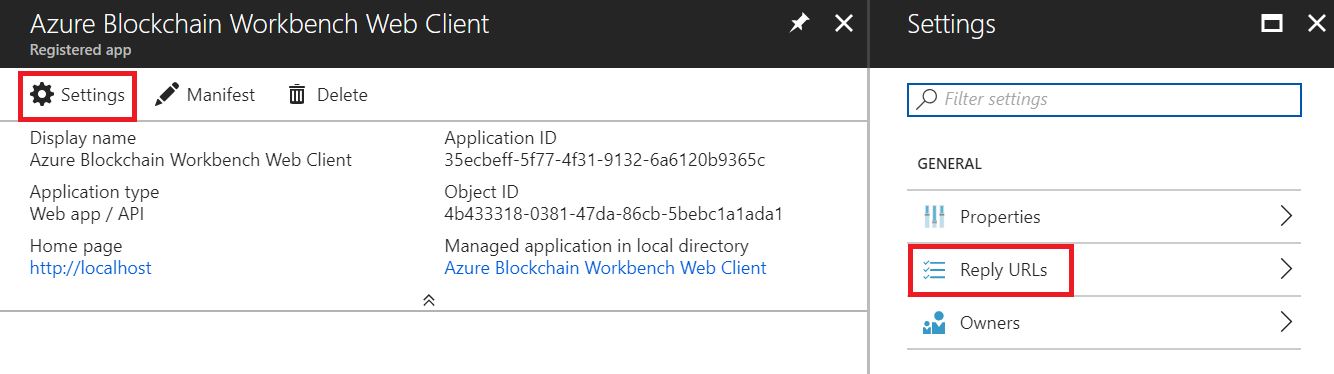 Azure Blockchain Workbench Web Client
Registered app
Settings
Manifest
Delete
Display name
Azure Blockchain Workbench Web Client
Application type
Web app / API
Home page
http://localhost
Application ID
35ecbeff-5f77-4f31-9132-6a6120b9365c
Object ID
4b433318-0381-47da-86cb-5bebc1a1ada1
Managed application in local directory
Azure Blockchain Workbench Web Client
Settings
Filter settings
GENERAL
Properties
Reply URLs
Owners